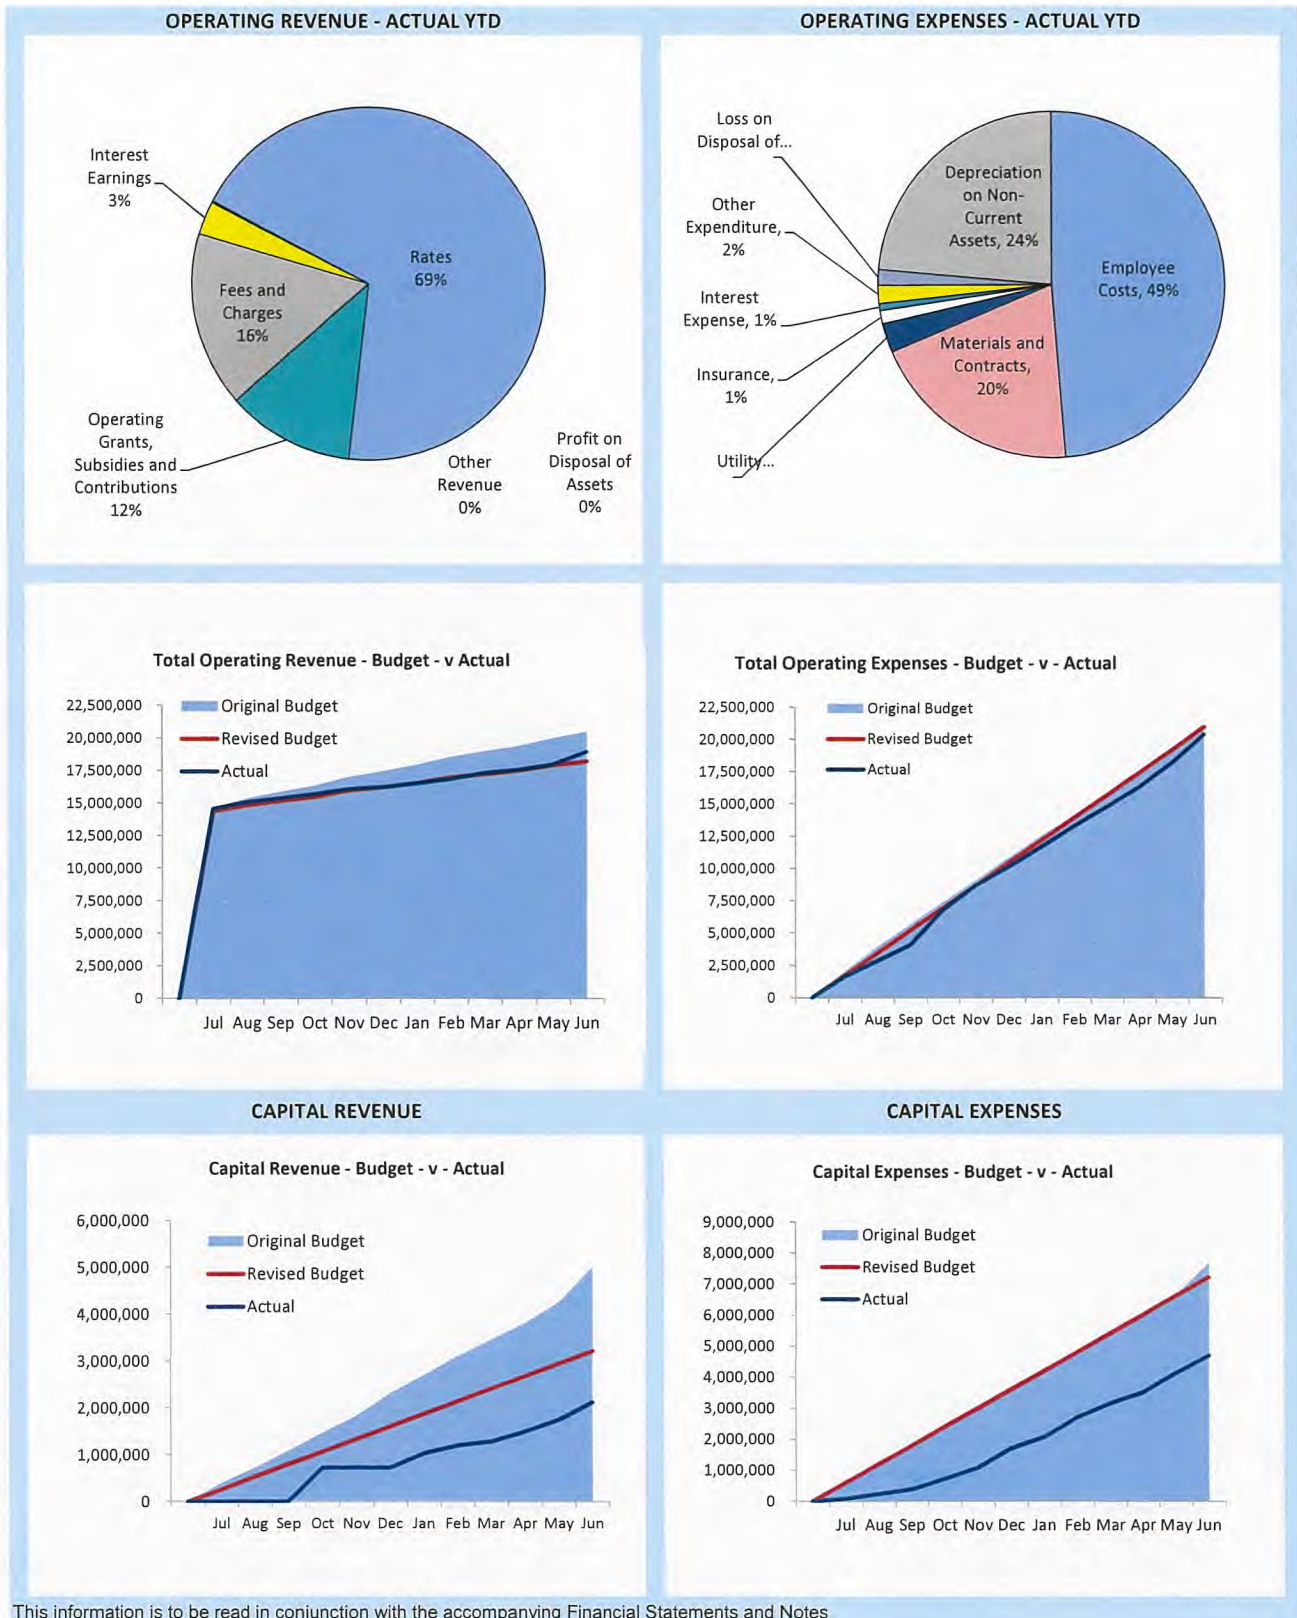 OPERATING REVENUE - ACTUAL YTD
Interest
Earnings
3%
Rates
69%
Fees and
Charges
16%
Operating
Grants,
Subsidies and
Contributions
12%
Other
Revenue
0%
Profit on
Disposal of
Assets
0%
OPERATING EXPENSES - ACTUAL YTD
Loss on
Disposal of...
Other
Expenditure,
2%
Interest
Expense, 1%
Insurance,
1%
Utility...
Depreciation
on Non-
Current
Assets, 24%
Employee
Costs, 49%
Materials and
Contracts,
20%
Total Operating Revenue - Budget - v Actual
22,500,000
20,000,000
17,500,000
15,000,000
12,500,000
10,000,000
7,500,000
5,000,000
2,500,000
0
Original Budget
Revised Budget
Actual
Jul Aug Sep Oct Nov Dec Jan Feb Mar Apr May Jun
Total Operating Expenses - Budget - v - Actual
22,500,000
20,000,000
17,500,000
15,000,000
12,500,000
10,000,000
7,500,000
5,000,000
2,500,000
0
Original Budget
Revised Budget
Actual
Jul Aug Sep Oct Nov Dec Jan Feb Mar Apr May Jun
CAPITAL REVENUE
Capital Revenue - Budget - v - Actual
6,000,000
5,000,000
4,000,000
3,000,000
2,000,000
1,000,000
0
Original Budget
Revised Budget
Actual
Jul Aug Sep Oct Nov Dec Jan Feb Mar Apr May Jun
CAPITAL EXPENSES
Capital Expenses - Budget - v - Actual
9,000,000
8,000,000
7,000,000
6,000,000
5,000,000
4,000,000
3,000,000
2,000,000
1,000,000
0
Original Budget
Revised Budget
Actual
Jul Aug Sep Oct Nov Dec Jan Feb Mar Apr May Jun
This information is to be read in conjunction with the accompanying Financial Statements and Notes